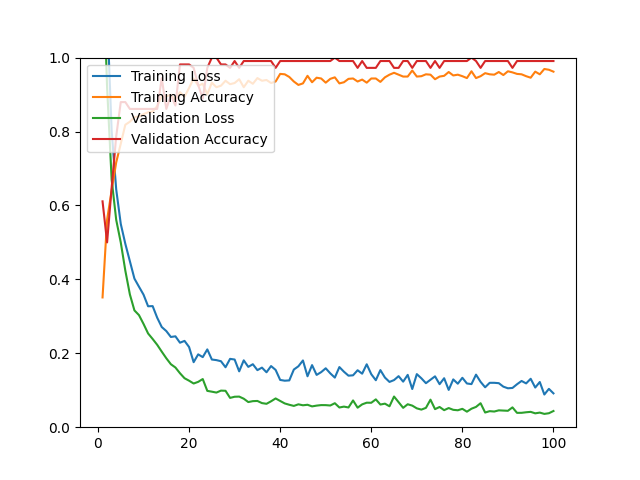 Training Loss
Training Accuracy
Validation Loss
Validation Accuracy
1.0
0.8
0.6
0.4
0.2
0.0
0 20 40 60 80 100